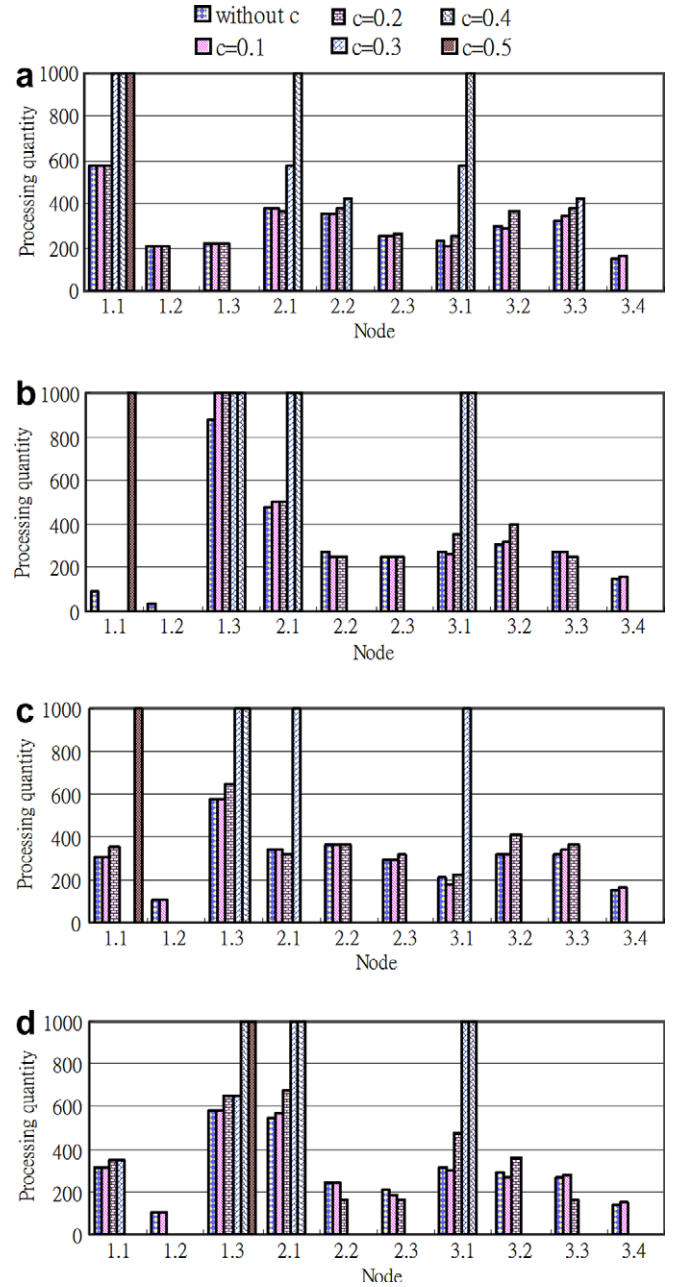 without c c=0.2 c=0.4
c=0.1 c=0.3 c=0.5
a
Processing quantity
1000
800
600
400
200
0
1.1 1.2 1.3 2.1 2.2 2.3 3.1 3.2 3.3 3.4
Node
b
Processing quantity
1000
800
600
400
200
0
1.1 1.2 1.3 2.1 2.2 2.3 3.1 3.2 3.3 3.4
Node
c
Processing quantity
1000
800
600
400
200
0
1.1 1.2 1.3 2.1 2.2 2.3 3.1 3.2 3.3 3.4
Node
d
Processing quantity
1000
800
600
400
200
0
1.1 1.2 1.3 2.1 2.2 2.3 3.1 3.2 3.3 3.4
Node